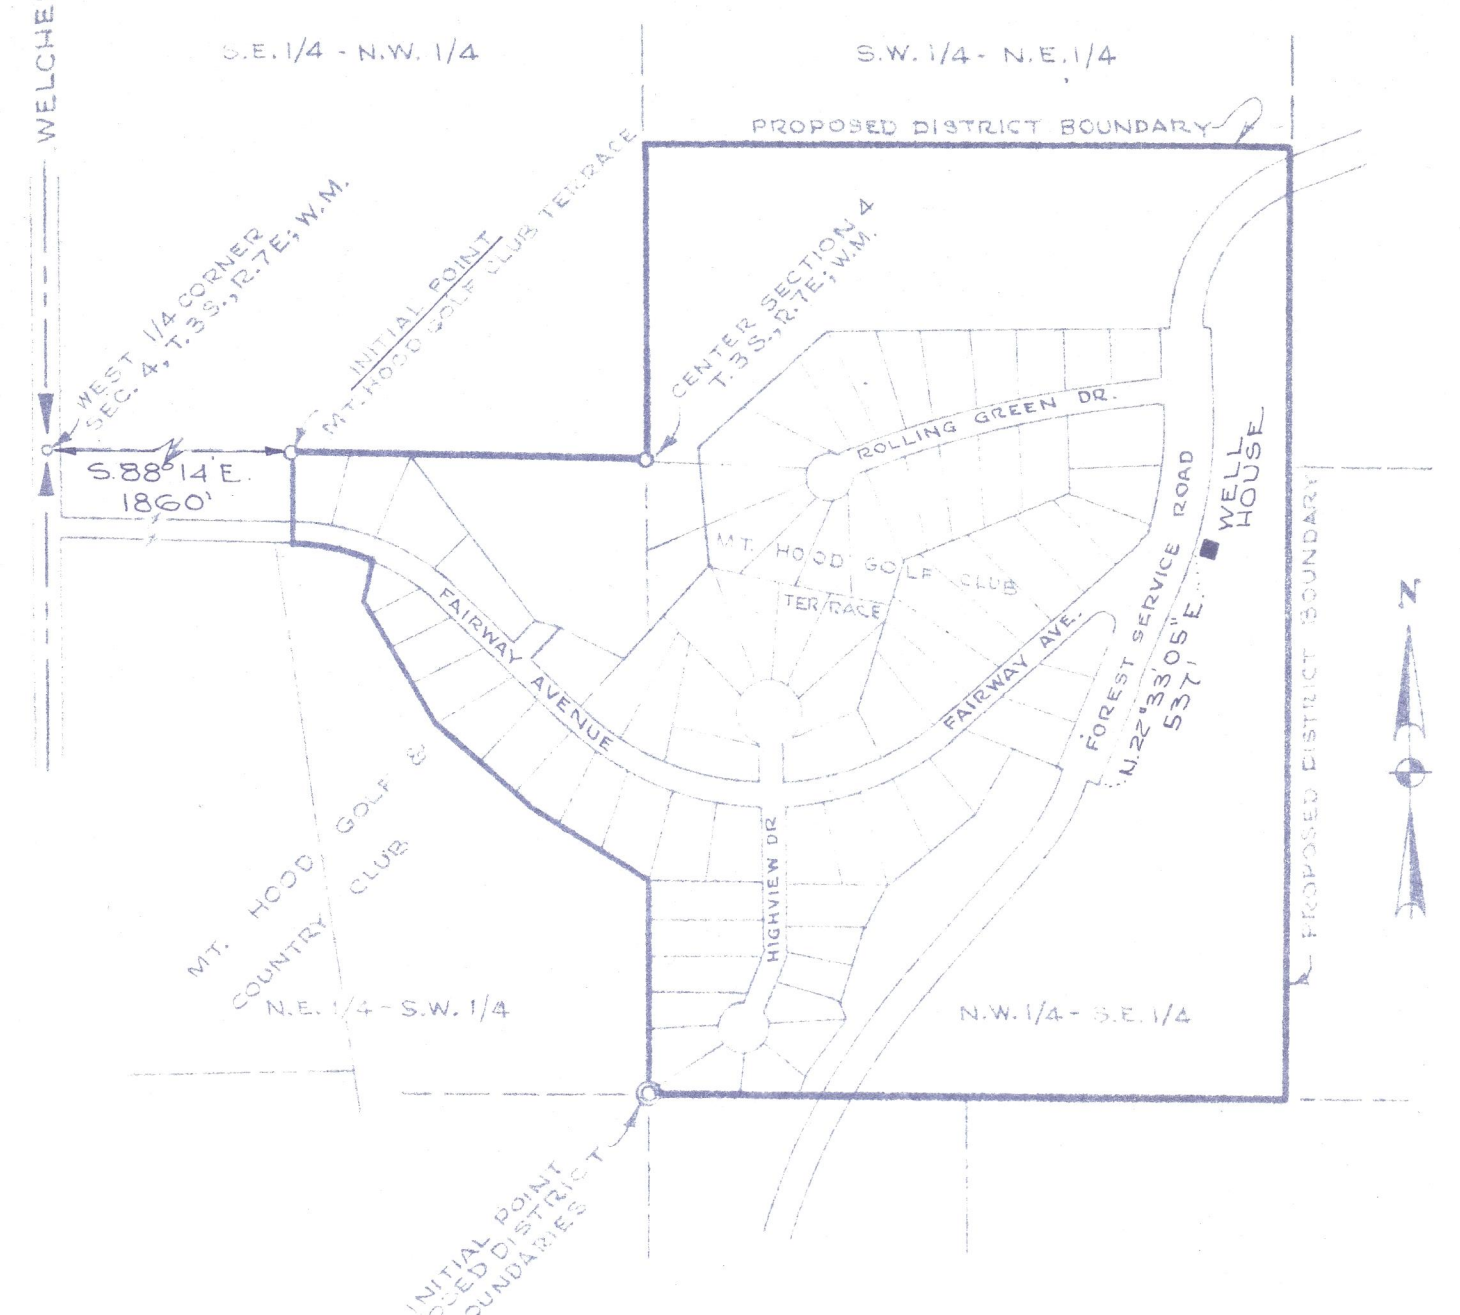 WELCHE
S.E. 1/4 - N.W. 1/4
S.W. 1/4 - N.E. 1/4
PROPOSED DISTRICT BOUNDARY
WEST 1/4 CORNER
SEC. 4, T.3S., R.7E; W.M.
INITIAL POINT
MT. HOOD GOLF CLUB TERRACE
CENTER SECTION 4
T.3S., R.7E; W.M.
S.88°14'E.
1860'
ROLLING GREEN DR.
WELL
HOUSE
MT. HOOD GOLF CLUB
TERRACE
FAIRWAY AVENUE
FAIRWAY AVE.
FOREST SERVICE ROAD
N.22°33'05"E.
537'
PROPOSED DISTRICT BOUNDARY
N
HIGHVIEW DR
MT. HOOD GOLF &
COUNTRY CLUB
N.E. 1/4 - S.W. 1/4
N.W. 1/4 - S.E. 1/4
INITIAL POINT
OSED DISTRICT
OUNDARIES